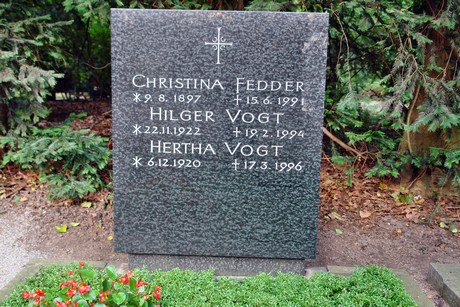 Christina Fedder
*9. 8. 1897 +15. 6. 1991
Hilger Vogt
*22.11.1922 +19. 2. 1994
Hertha Vogt
*6.12.1920 +17.3.1996